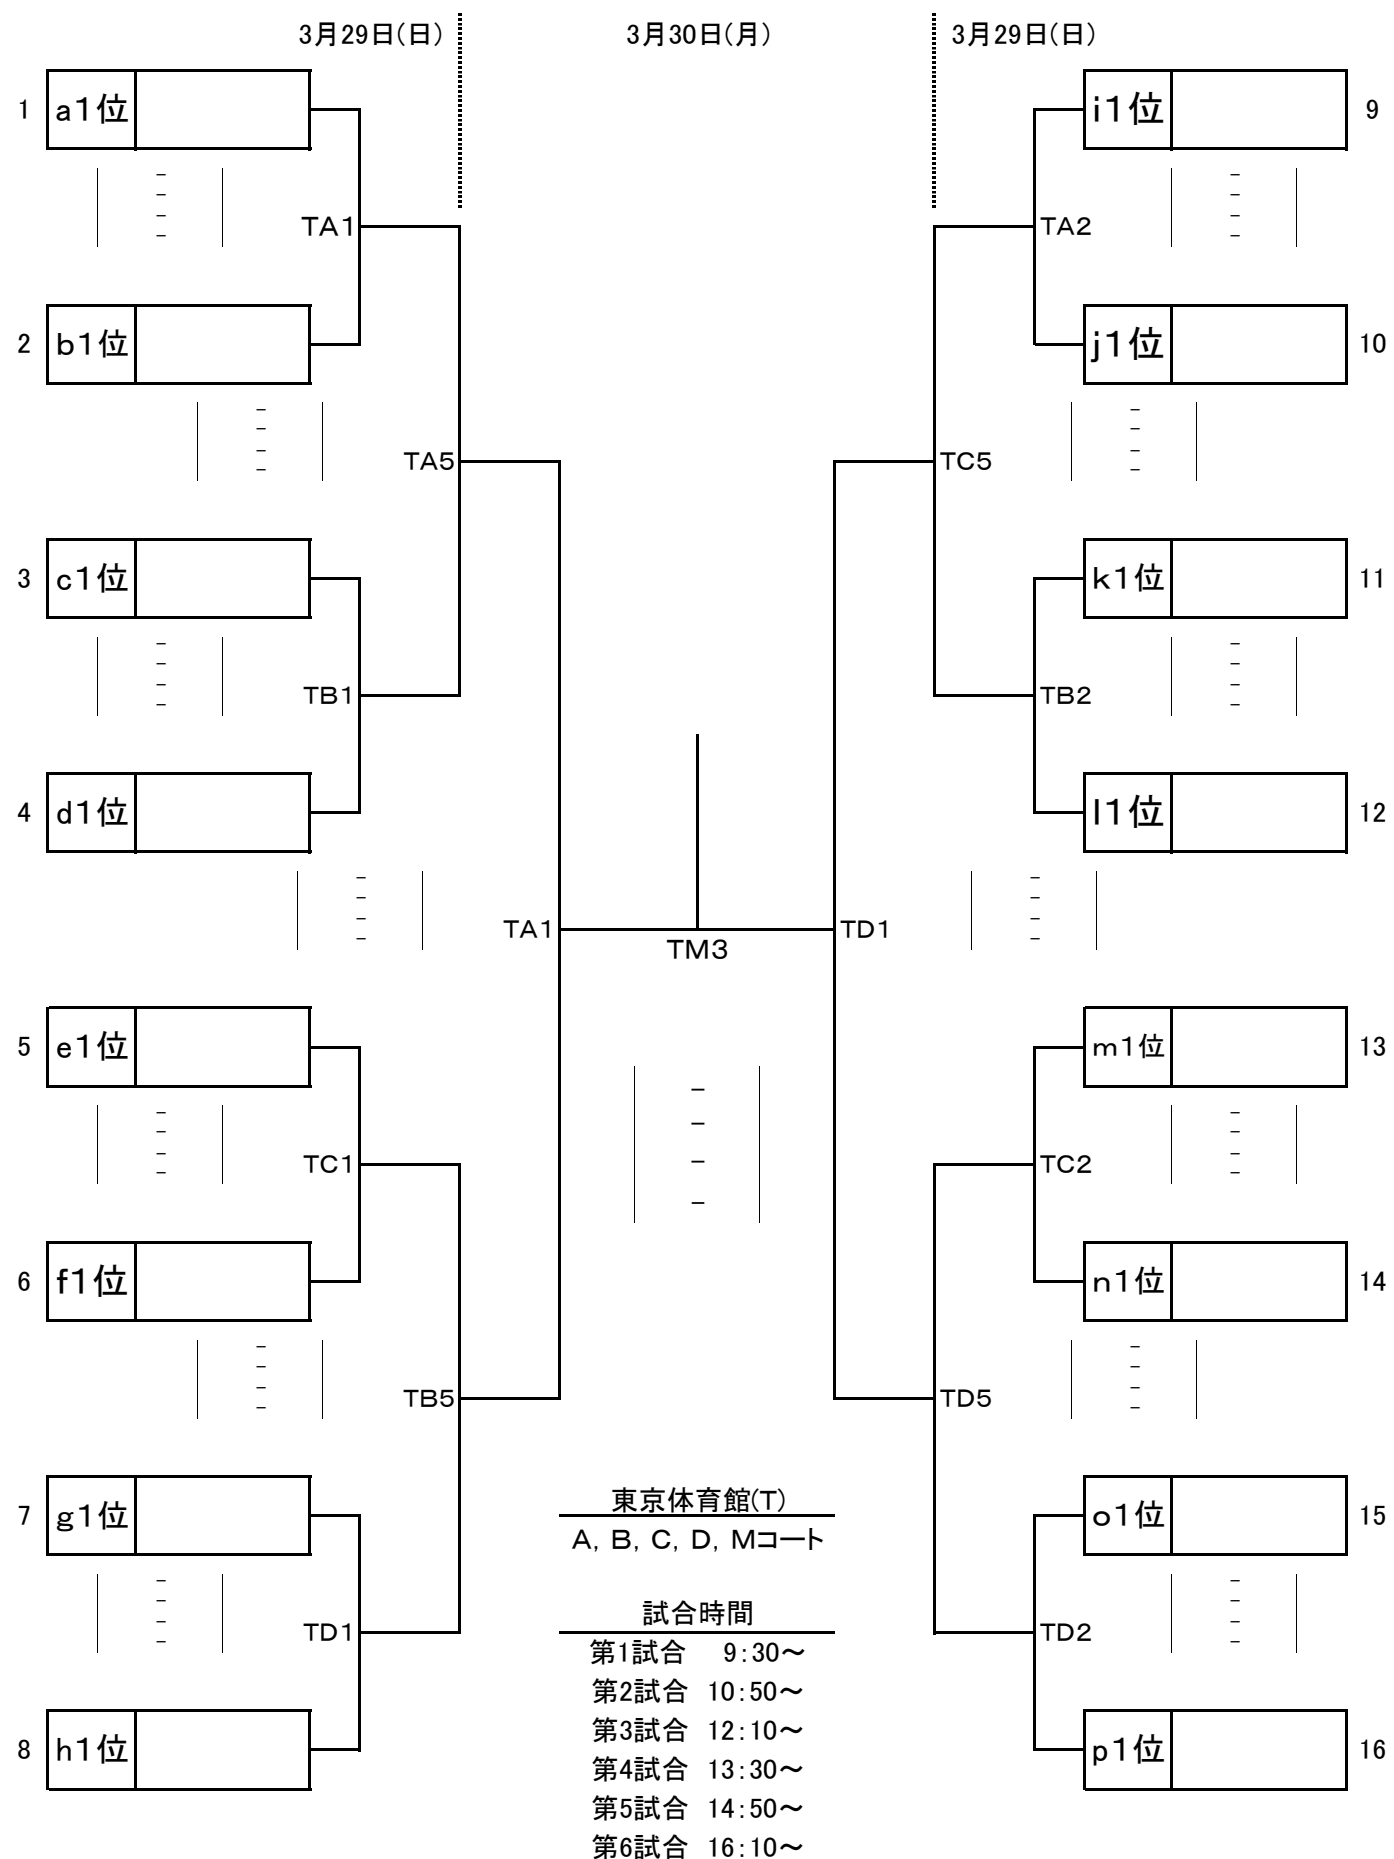 3月29日(日) 3月30日(月) 3月29日(日)
1 a1位 i1位 9
TA1 TA2
2 b1位 j1位 10
TA5 TC5
3 c1位 k1位 11
TB1 TB2
4 d1位 l1位 12
TA1 TM3 TD1
5 e1位 m1位 13
TC1 TC2
6 f1位 n1位 14
TB5 TD5
7 g1位 o1位 15
東京体育館(T)
A, B, C, D, Mコート
TD1 TD2
試合時間
第1試合 9:30～
第2試合 10:50～
第3試合 12:10～
8 h1位 p1位 16
第4試合 13:30～
第5試合 14:50～
第6試合 16:10～